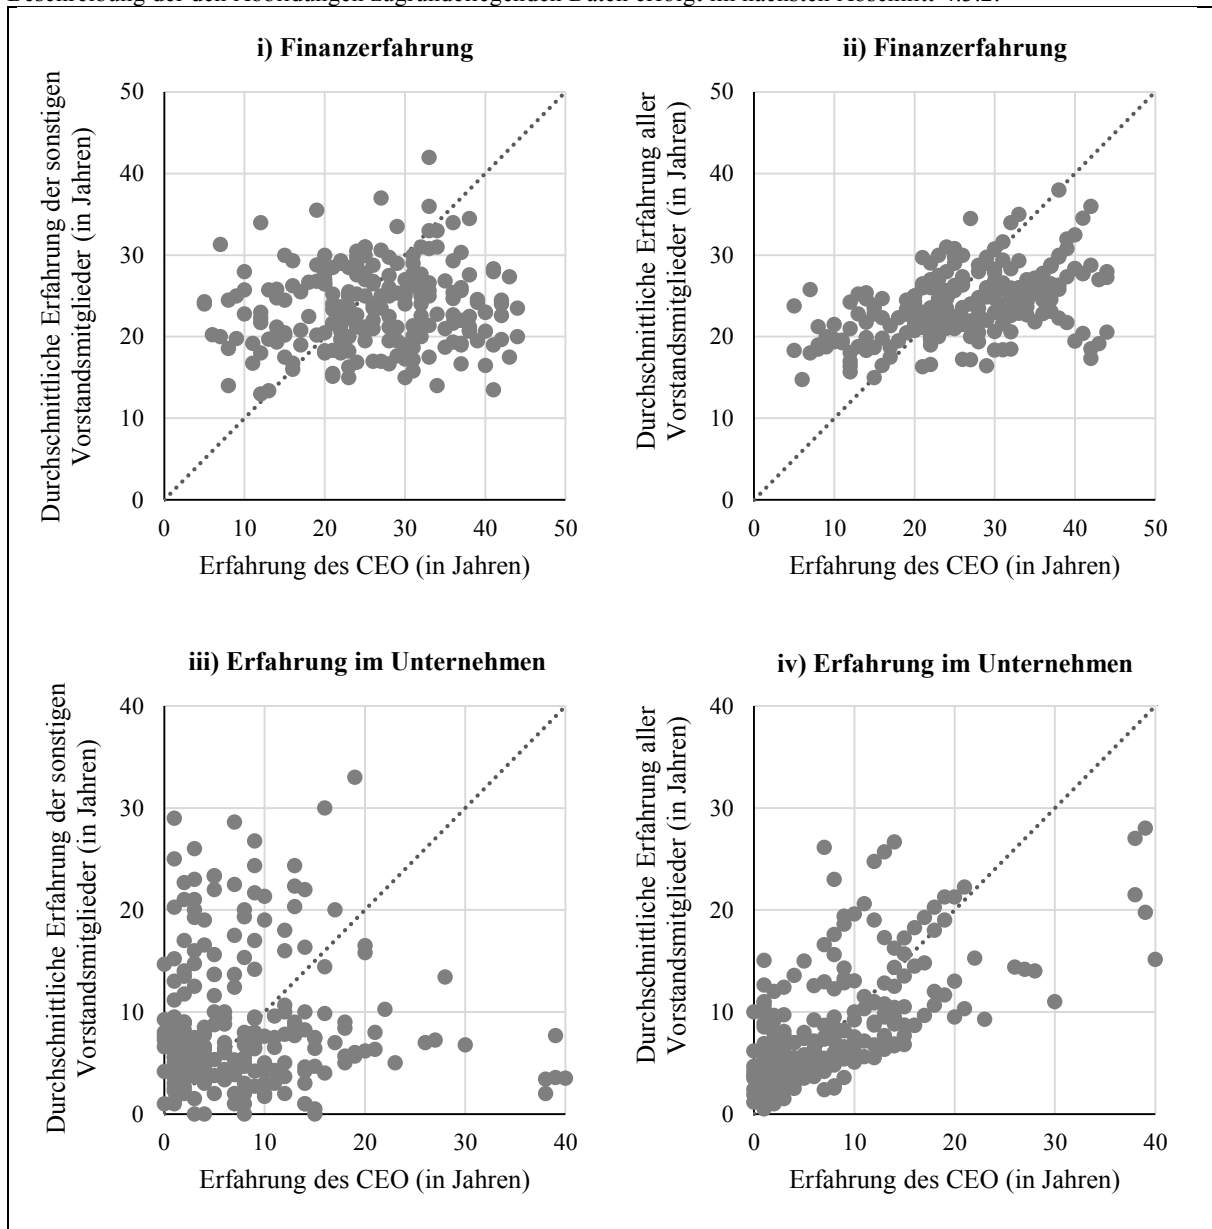 i) Finanzerfahrung
Durchschnittliche Erfahrung der sonstigen
Vorstandsmitglieder (in Jahren)
50
40
30
20
10
0
0 10 20 30 40 50
Erfahrung des CEO (in Jahren)
ii) Finanzerfahrung
Durchschnittliche Erfahrung aller
Vorstandsmitglieder (in Jahren)
50
40
30
20
10
0
0 10 20 30 40 50
Erfahrung des CEO (in Jahren)
iii) Erfahrung im Unternehmen
Durchschnittliche Erfahrung der sonstigen
Vorstandsmitglieder (in Jahren)
40
30
20
10
0
0 10 20 30 40
Erfahrung des CEO (in Jahren)
iv) Erfahrung im Unternehmen
Durchschnittliche Erfahrung aller
Vorstandsmitglieder (in Jahren)
40
30
20
10
0
0 10 20 30 40
Erfahrung des CEO (in Jahren)